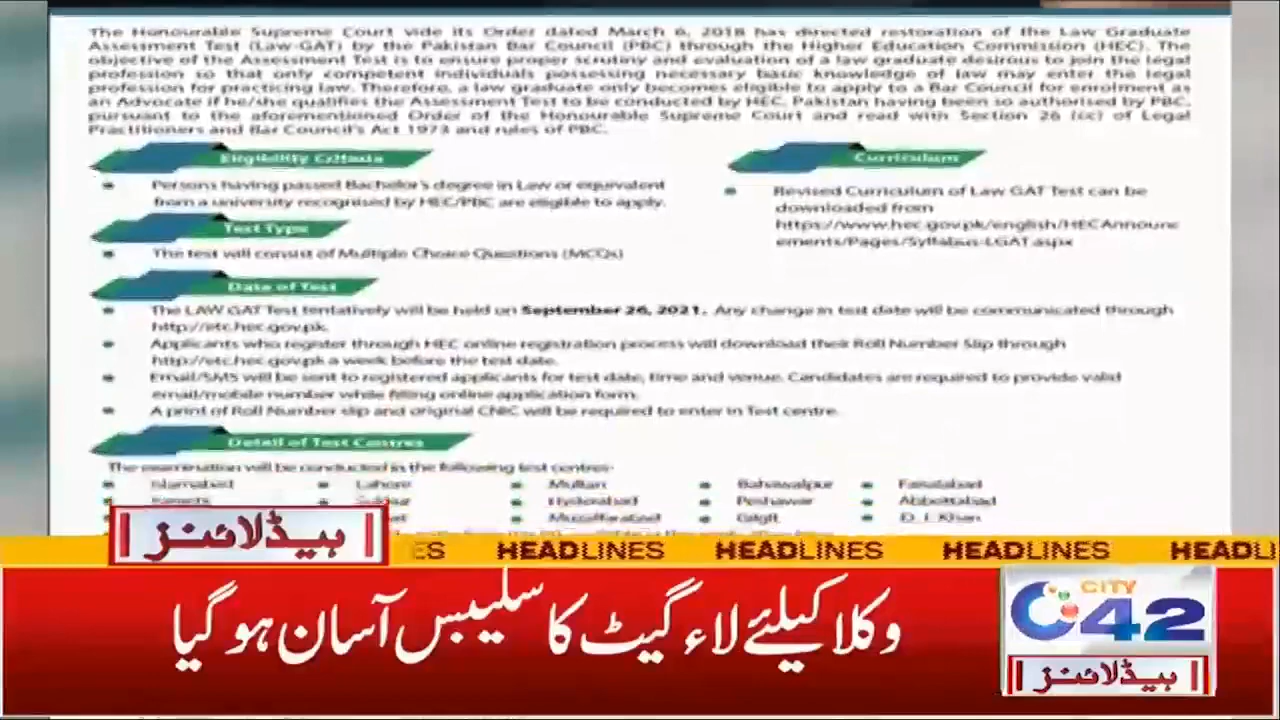 The Honourable Supreme Court vide its Order dated March 6, 2018 has directed restoration of the Law Graduate
Assessment Test (Law-GAT) by the Pakistan Bar Council (PBC) through the Higher Education Commission (HEC). The
objective of the Assessment Test is to ensure proper scrutiny and evaluation of a law graduate desirous to join the legal
profession so that only competent individuals possessing necessary basic knowledge of law may enter the legal
profession for practicing law. Therefore, a law graduate only becomes eligible to apply to a Bar Council for enrolment as
an Advocate if he/she qualifies the Assessment Test to be conducted by HEC, Pakistan having been so authorised by PBC,
pursuant to the aforementioned Order of the Honourable Supreme Court and read with Section 26 (cc) of Legal
Practitioners and Bar Council's Act 1973 and rules of PBC.
Eligibility Criteria
Persons having passed Bachelor's degree in Law or equivalent
from a university recognised by HEC/PBC are eligible to apply.
Test Type
The test will consist of Multiple Choice Questions (MCQs)
Curriculum
Revised Curriculum of Law GAT Test can be
downloaded from
https://www.hec.gov.pk/english/HECAnnounc
ements/Pages/Syllabus-LGAT.aspx
Date of Test
The LAW GAT Test tentatively will be held on September 26, 2021. Any change in test date will be communicated through
http://etc.hec.gov.pk.
Applicants who register through HEC online registration process will download their Roll Number Slip through
http://etc.hec.gov.pk a week before the test date.
Email/SMS will be sent to registered applicants for test date, time and venue. Candidates are required to provide valid
email/mobile number while filling online application form.
A print of Roll Number slip and original CNIC will be required to enter in Test centre.
Detail of Test Centres
The examination will be conducted in the following test centres:
Islamabad Lahore Multan Bahawalpur Faisalabad
Karachi Sukkur Hyderabad Peshawar Abbottabad
Muzaffarabad Gilgit D. I. Khan
ہیڈلائنز
ES HEADLINES HEADLINES HEADLINES HEADLI
وکلا کیلئے لاء گیٹ کا سلیبس آسان ہو گیا
CITY
42
ہیڈلائنز